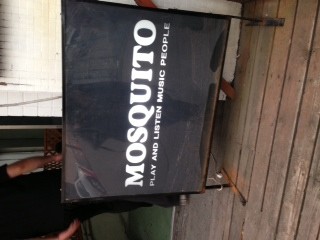 MOSQUITO
PLAY AND LISTEN MUSIC PEOPLE